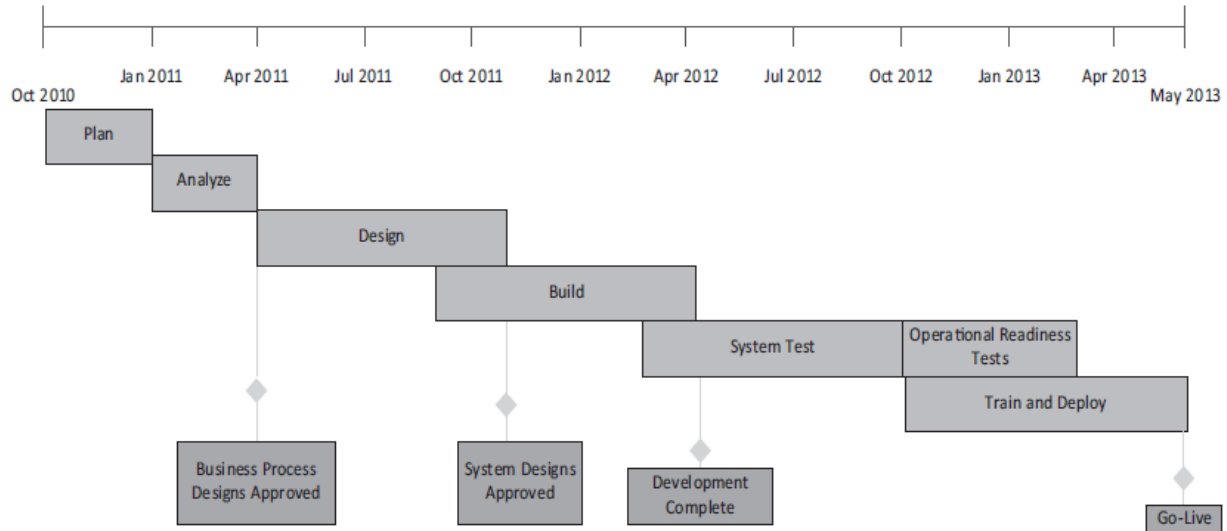 Jan 2011
Apr 2011
Jul 2011
Oct 2011
Jan 2012
Apr 2012
Jul 2012
Oct 2012
Jan 2013
Apr 2013
Oct 2010
May 2013
Plan
Analyze
Design
Build
System Test
Operational Readiness
Tests
Train and Deploy
Business Process
Designs Approved
System Designs
Approved
Development
Complete
Go-Live